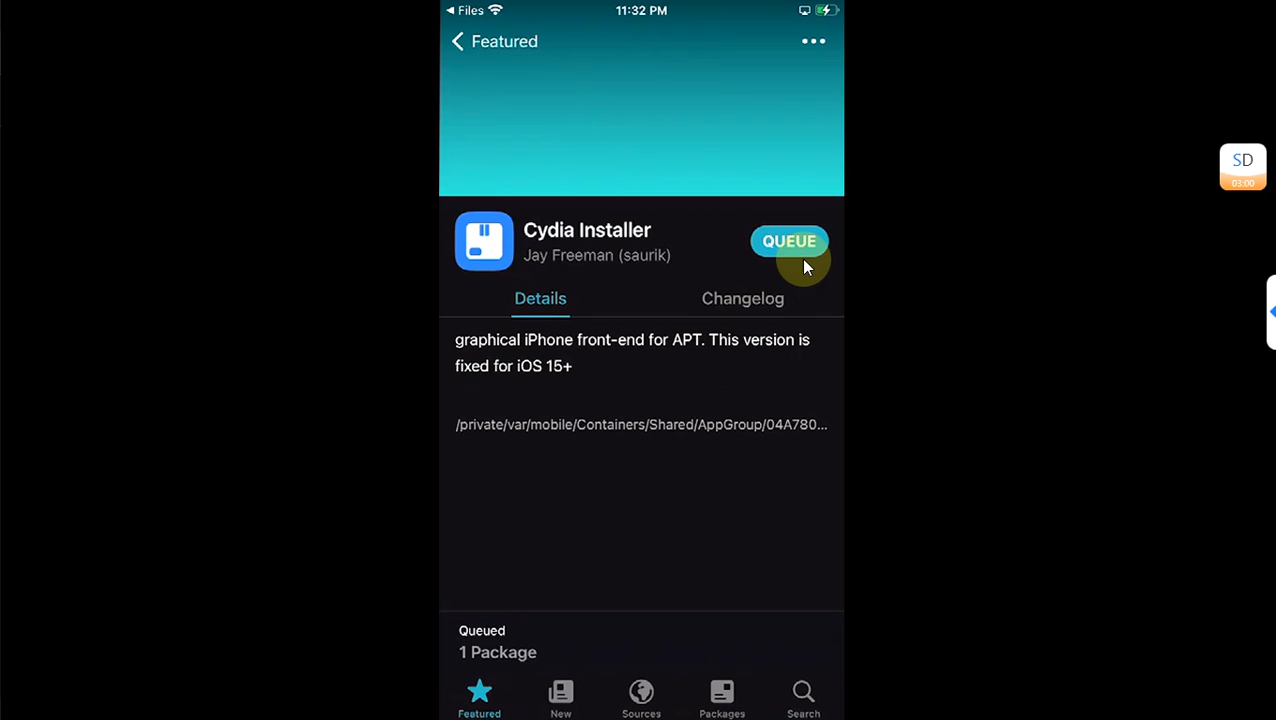 ◀ Files 11:32 PM
Featured
SD
03:00
Cydia Installer
QUEUE
Jay Freeman (saurik)
Details Changelog
graphical iPhone front-end for APT. This version is
fixed for iOS 15+
/private/var/mobile/Containers/Shared/AppGroup/04A780...
Queued
1 Package
Featured New Sources Packages Search